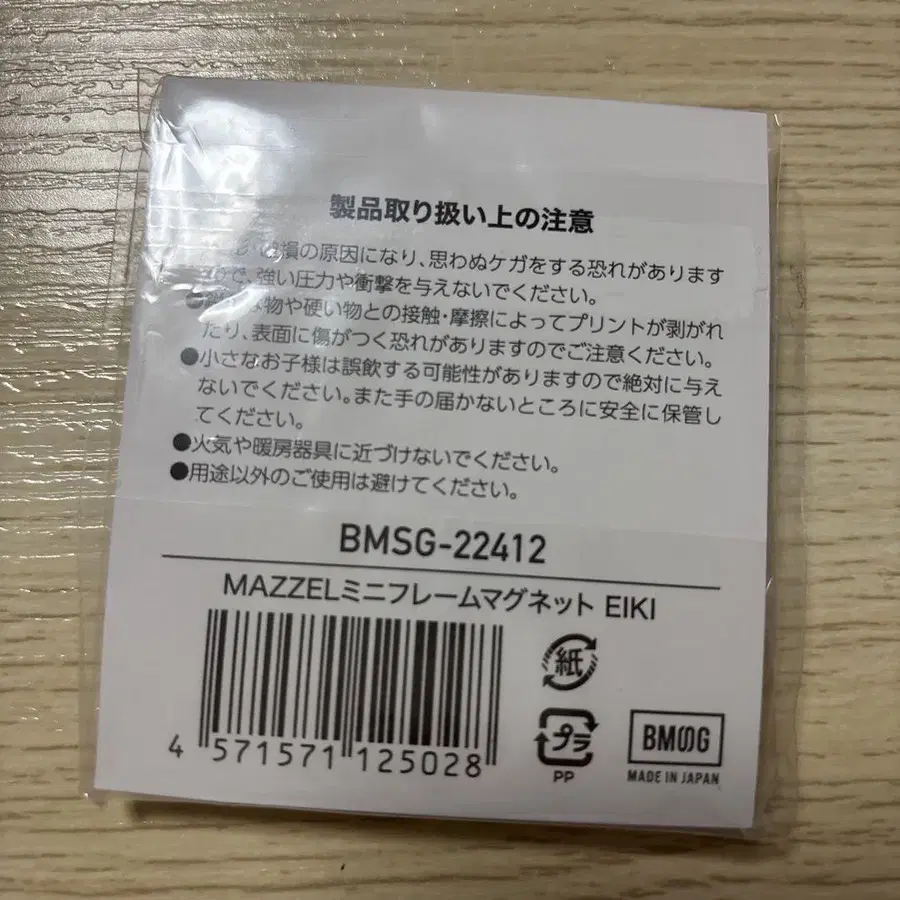 製品取り扱い上の注意
損の原因になり、思わぬケガをする恐れがあります
で、強い圧力や衝撃を与えないでください。
物や硬い物との接触・摩擦によってプリントが剥がれ
たり、表面に傷がつく恐れがありますのでご注意ください。
●小さなお子様は誤飲する可能性がありますので絶対に与え
ないでください。また手の届かないところに安全に保管し
てください。
●火気や暖房器具に近づけないでください。
●用途以外のご使用は避けてください。
BMSG-22412
MAZZELミニフレームマグネット EIKI
4 571571 125028
紙
プラ
PP
BMSG
MADE IN JAPAN